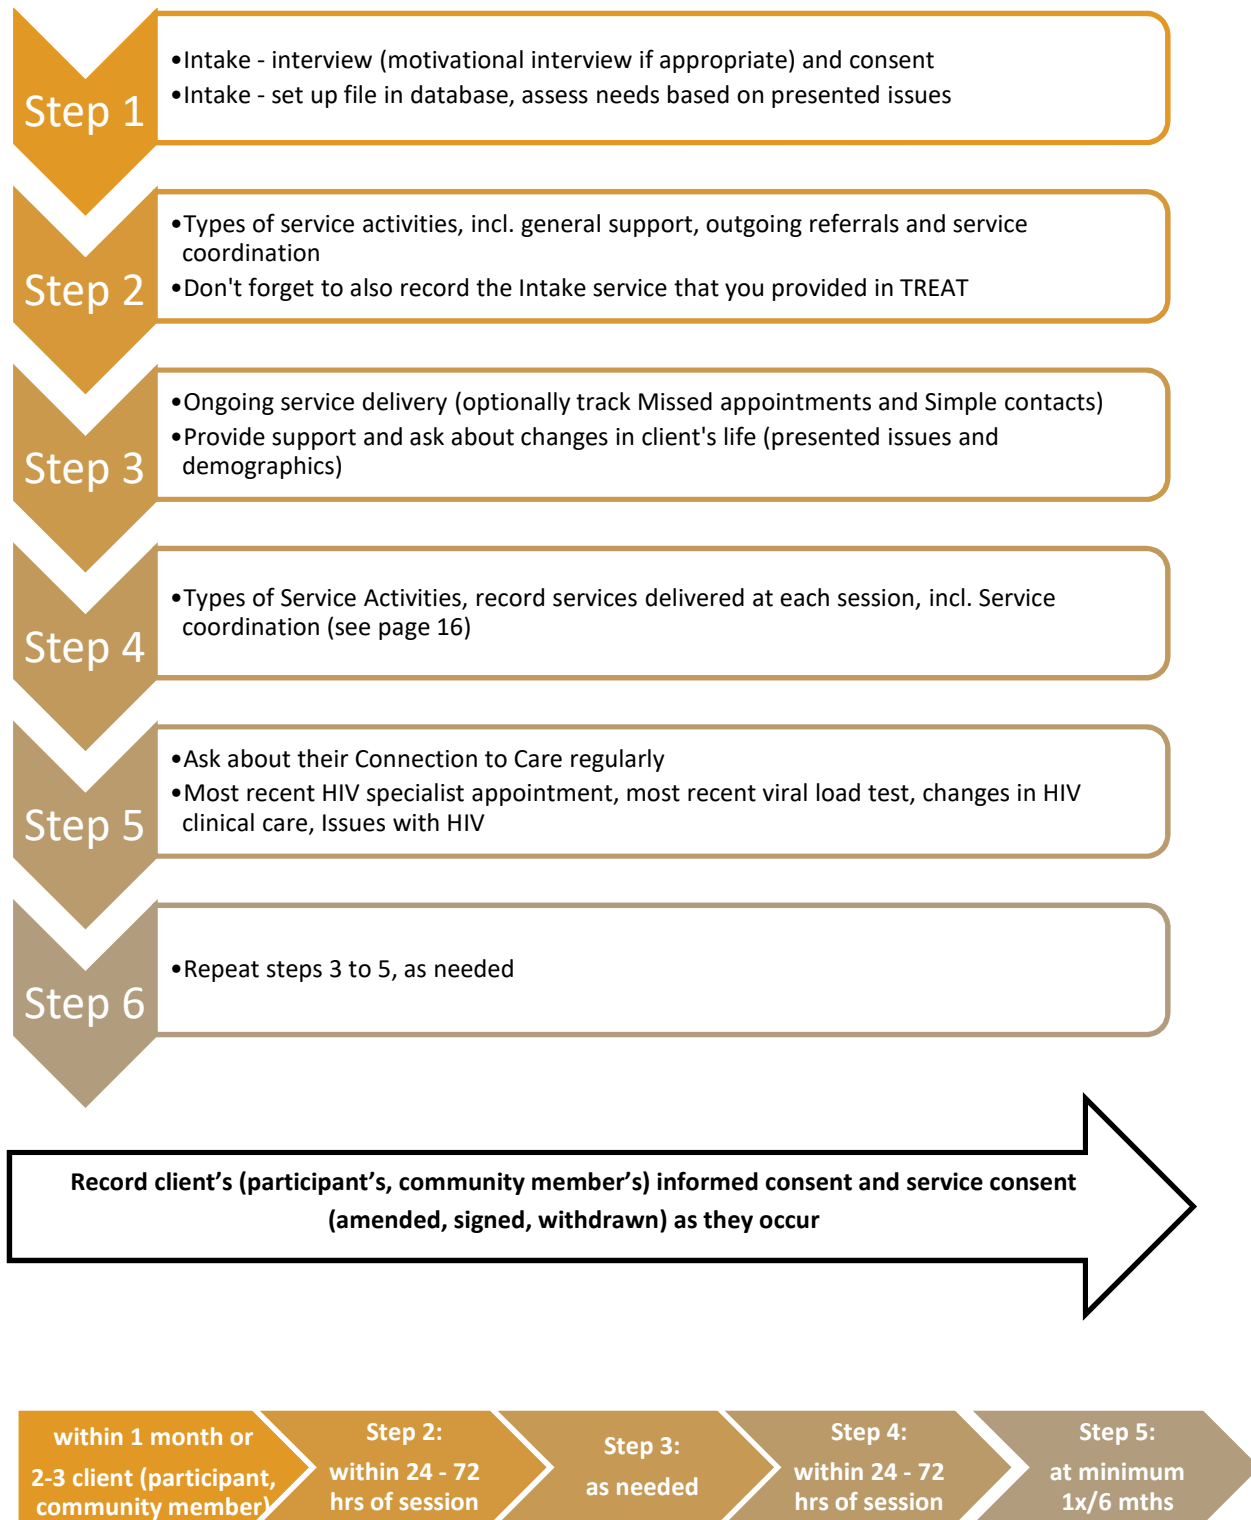 Step 1
•Intake - interview (motivational interview if appropriate) and consent
•Intake - set up file in database, assess needs based on presented issues
Step 2
•Types of service activities, incl. general support, outgoing referrals and service
coordination
•Don't forget to also record the Intake service that you provided in TREAT
Step 3
•Ongoing service delivery (optionally track Missed appointments and Simple contacts)
•Provide support and ask about changes in client's life (presented issues and
demographics)
Step 4
•Types of Service Activities, record services delivered at each session, incl. Service
coordination (see page 16)
Step 5
•Ask about their Connection to Care regularly
•Most recent HIV specialist appointment, most recent viral load test, changes in HIV
clinical care, Issues with HIV
Step 6
•Repeat steps 3 to 5, as needed
Record client’s (participant’s, community member’s) informed consent and service consent
(amended, signed, withdrawn) as they occur
within 1 month or
2-3 client (participant,
community member)
Step 2:
within 24 - 72
hrs of session
Step 3:
as needed
Step 4:
within 24 - 72
hrs of session
Step 5:
at minimum
1x/6 mths